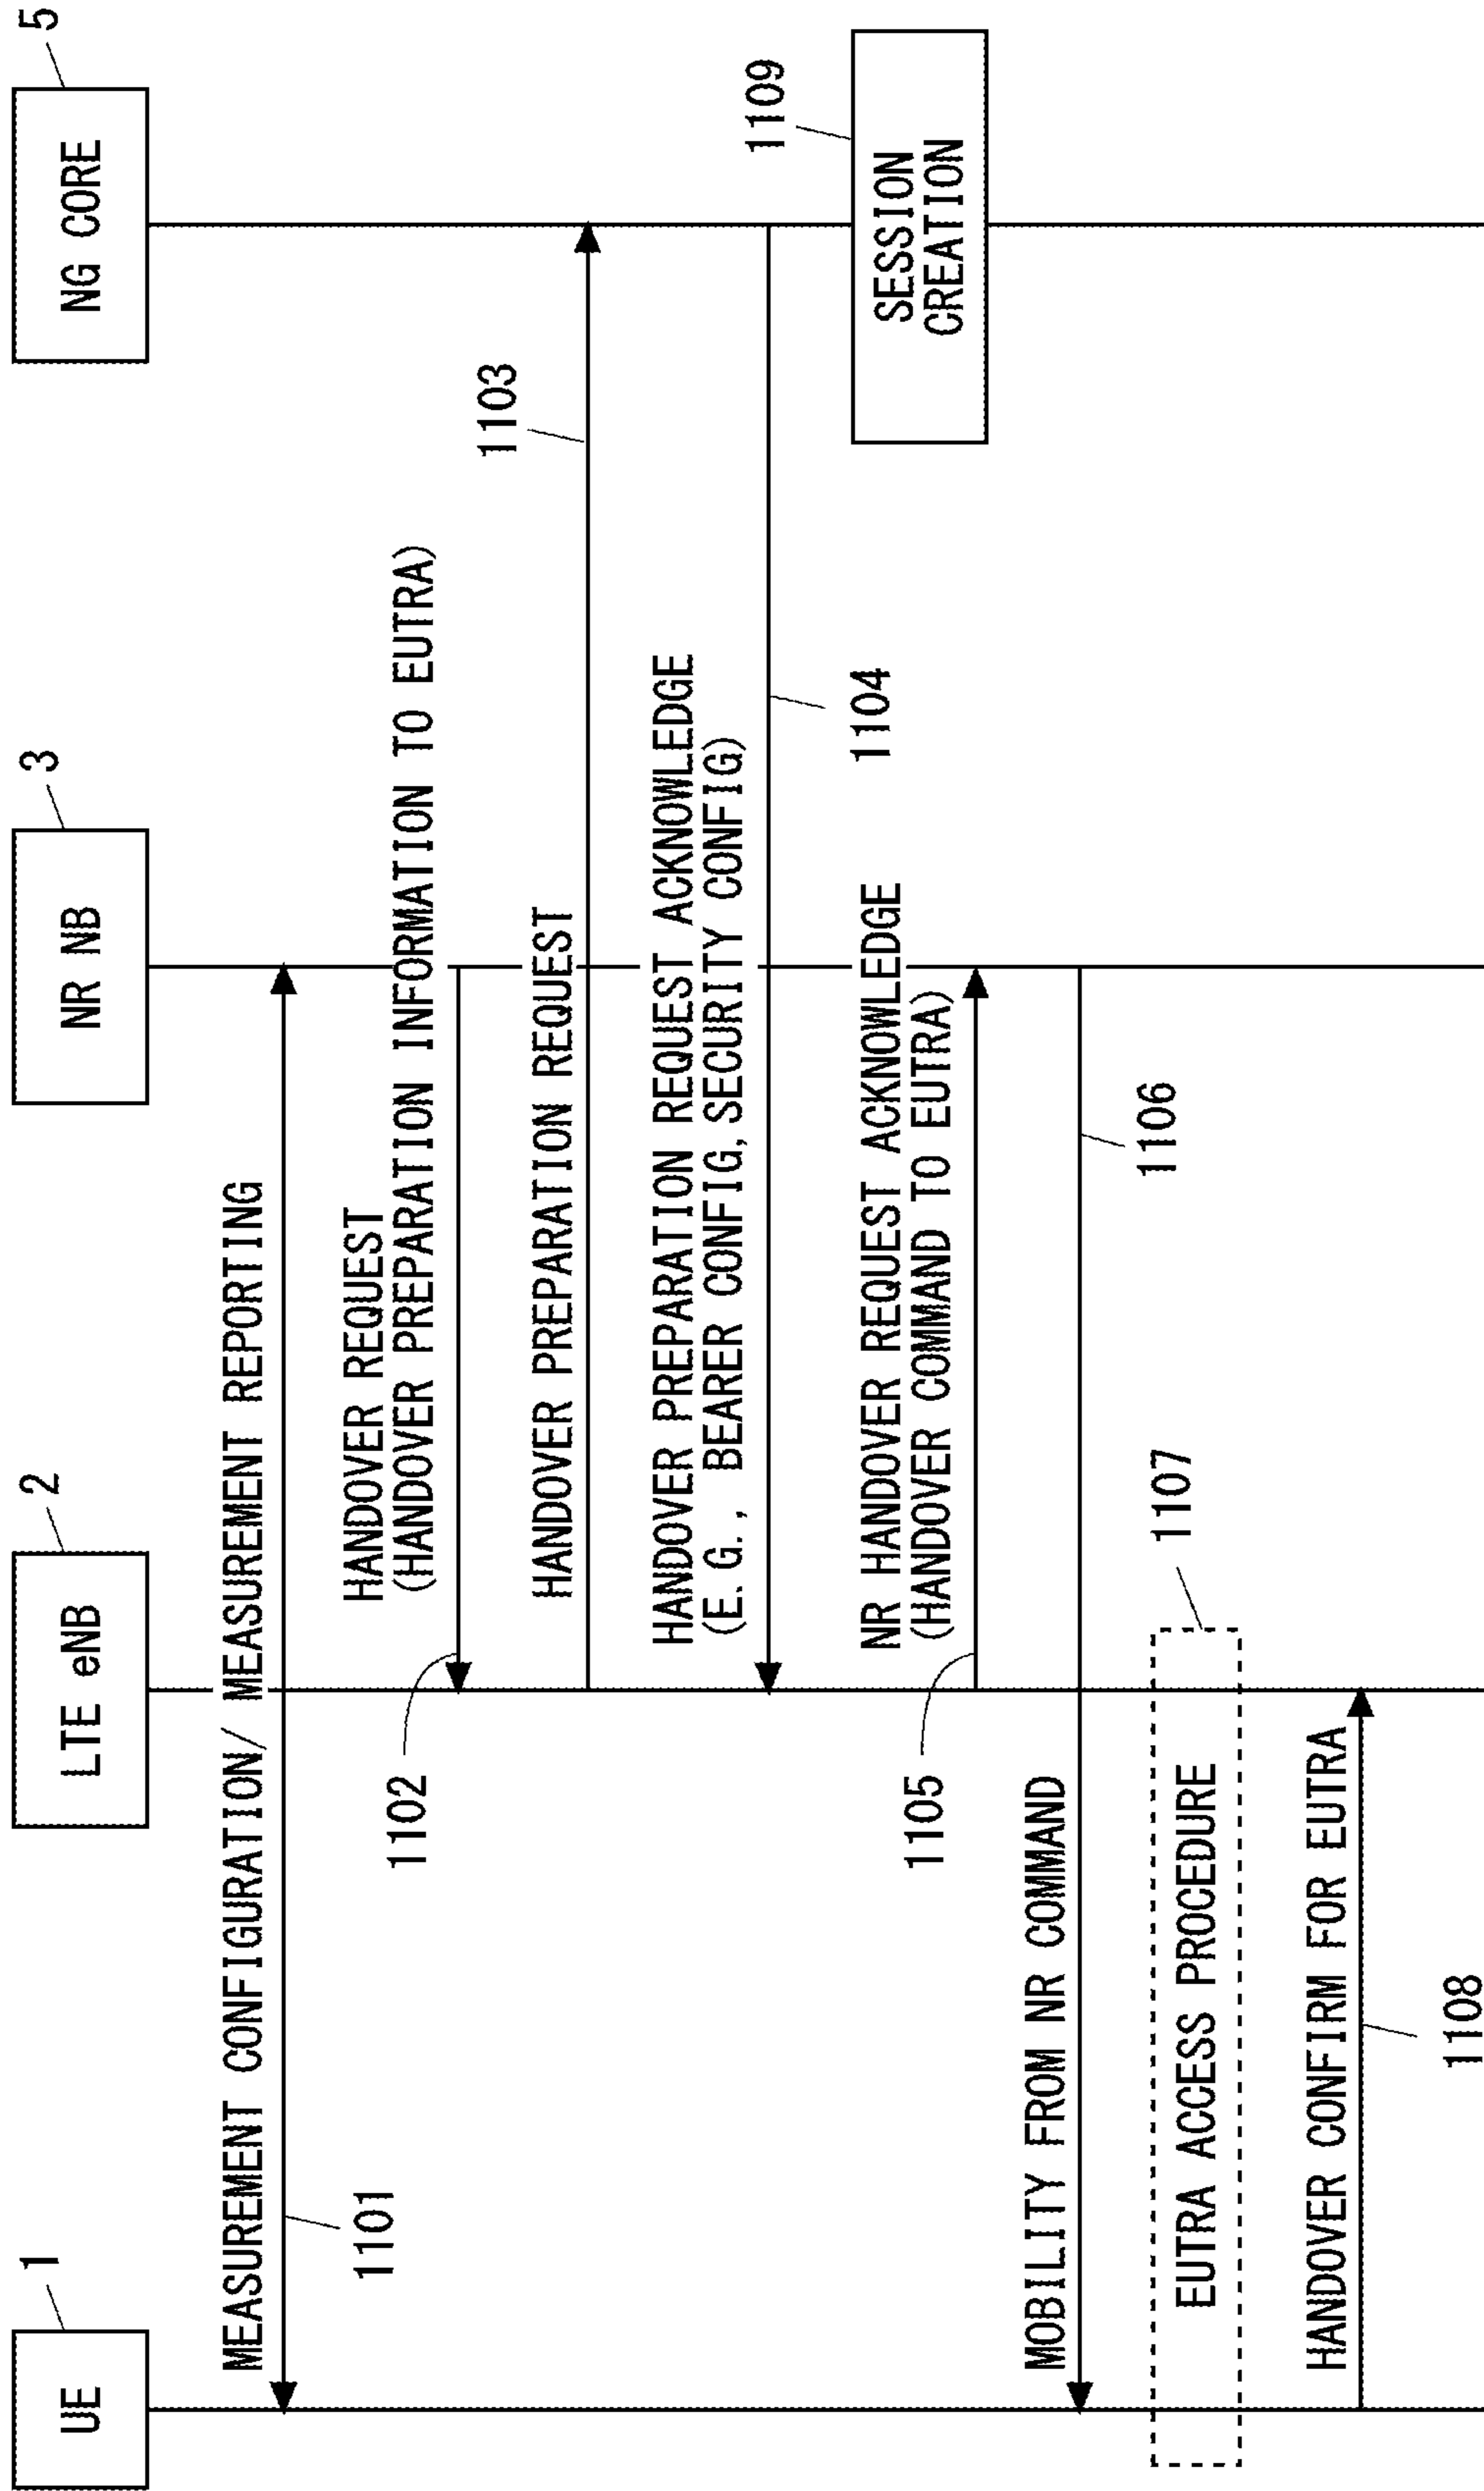 UE
1
LTE eNB
2
NR NB
3
NG CORE
5
MEASUREMENT CONFIGURATION/ MEASUREMENT REPORTING
1101
HANDOVER REQUEST
(HANDOVER PREPARATION INFORMATION TO EUTRA)
1102
HANDOVER PREPARATION REQUEST
1103
HANDOVER PREPARATION REQUEST ACKNOWLEDGE
(E.G., BEARER CONFIG, SECURITY CONFIG)
1104
NR HANDOVER REQUEST ACKNOWLEDGE
(HANDOVER COMMAND TO EUTRA)
1105
SESSION
CREATION
1109
MOBILITY FROM NR COMMAND
1106
EUTRA ACCESS PROCEDURE
1107
HANDOVER CONFIRM FOR EUTRA
1108